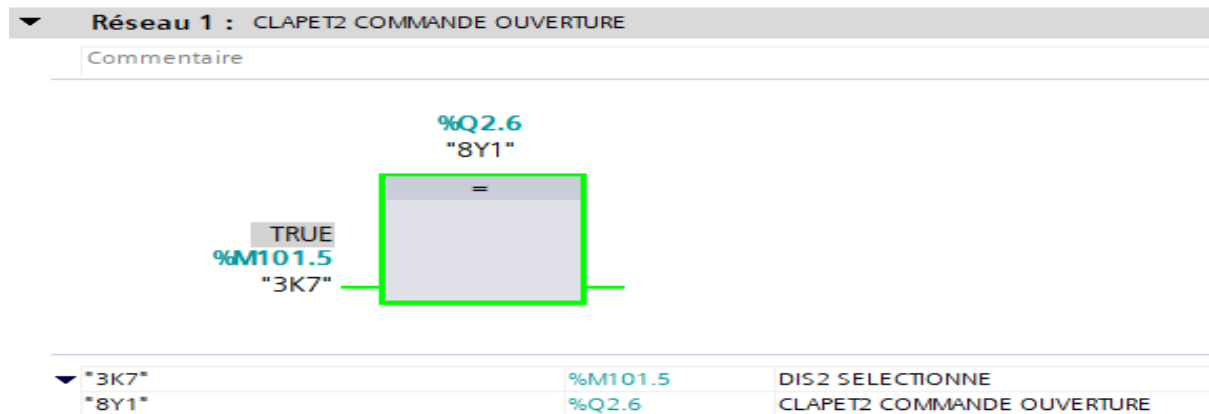 Réseau 1 : CLAPET2 COMMANDE OUVERTURE
Commentaire
%Q2.6
"8Y1"
=
TRUE
%M101.5
"3K7"
"3K7" %M101.5 DIS2 SELECTIONNE
"8Y1" %Q2.6 CLAPET2 COMMANDE OUVERTURE